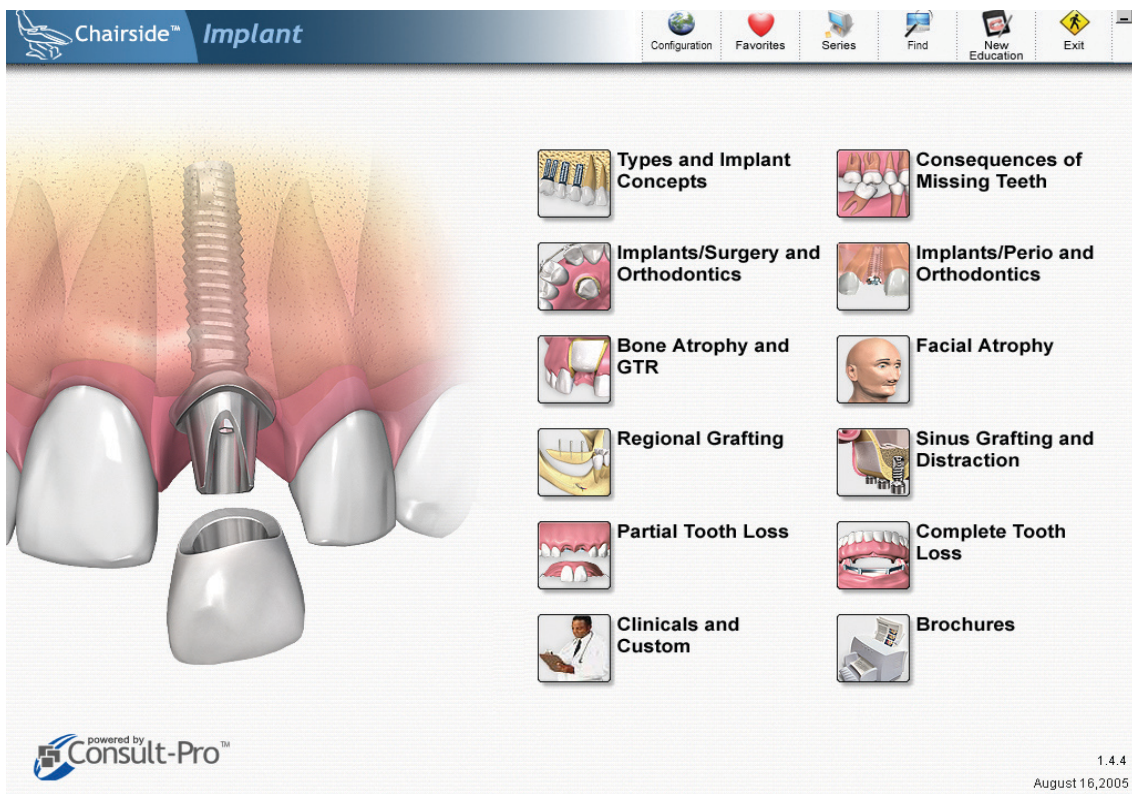 Chairside™ Implant
Configuration
Favorites
Series
Find
New
Education
Exit
Types and Implant
Concepts
Consequences of
Missing Teeth
Implants/Surgery and
Orthodontics
Implants/Perio and
Orthodontics
Bone Atrophy and
GTR
Facial Atrophy
Regional Grafting
Sinus Grafting and
Distraction
Partial Tooth Loss
Complete Tooth
Loss
Clinicals and
Custom
Brochures
powered by
Consult-Pro™
1.4.4
August 16,2005